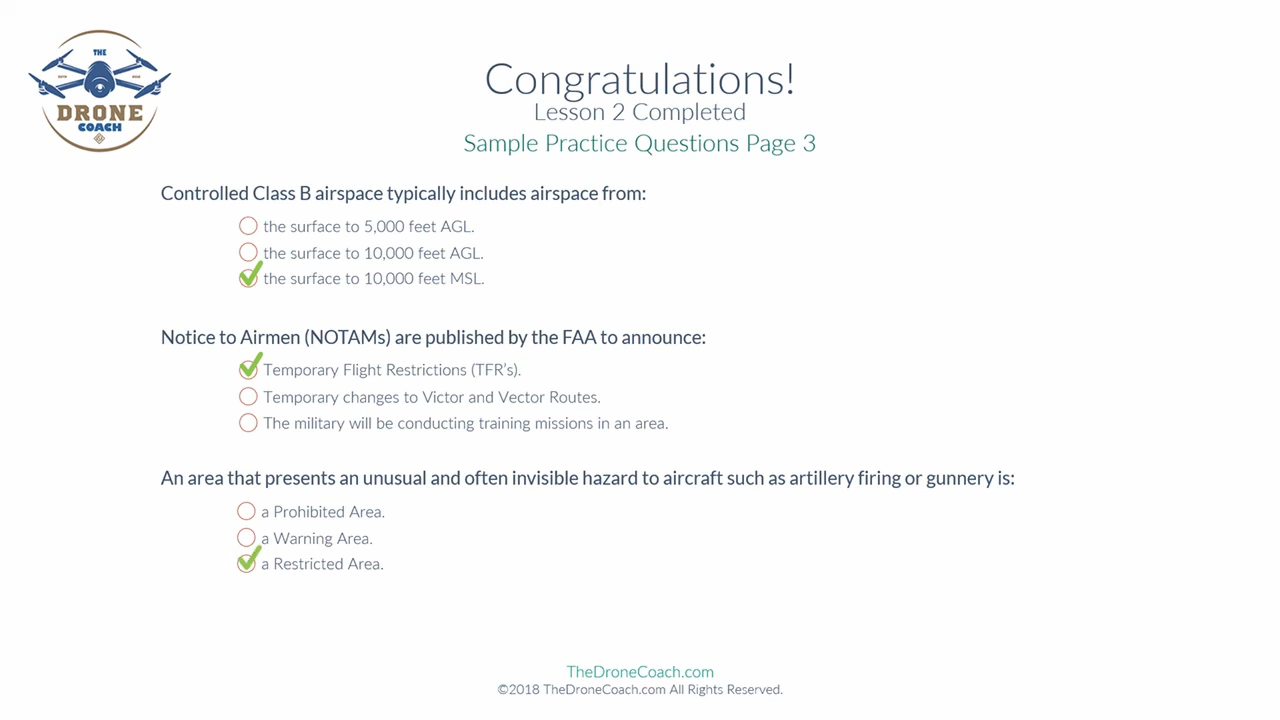 THE
DRONE
COACH
Congratulations!
Lesson 2 Completed
Sample Practice Questions Page 3
Controlled Class B airspace typically includes airspace from:
the surface to 5,000 feet AGL.
the surface to 10,000 feet AGL.
the surface to 10,000 feet MSL.
Notice to Airmen (NOTAMs) are published by the FAA to announce:
Temporary Flight Restrictions (TFR's).
Temporary changes to Victor and Vector Routes.
The military will be conducting training missions in an area.
An area that presents an unusual and often invisible hazard to aircraft such as artillery firing or gunnery is:
a Prohibited Area.
a Warning Area.
a Restricted Area.
TheDroneCoach.com
©2018 TheDroneCoach.com All Rights Reserved.